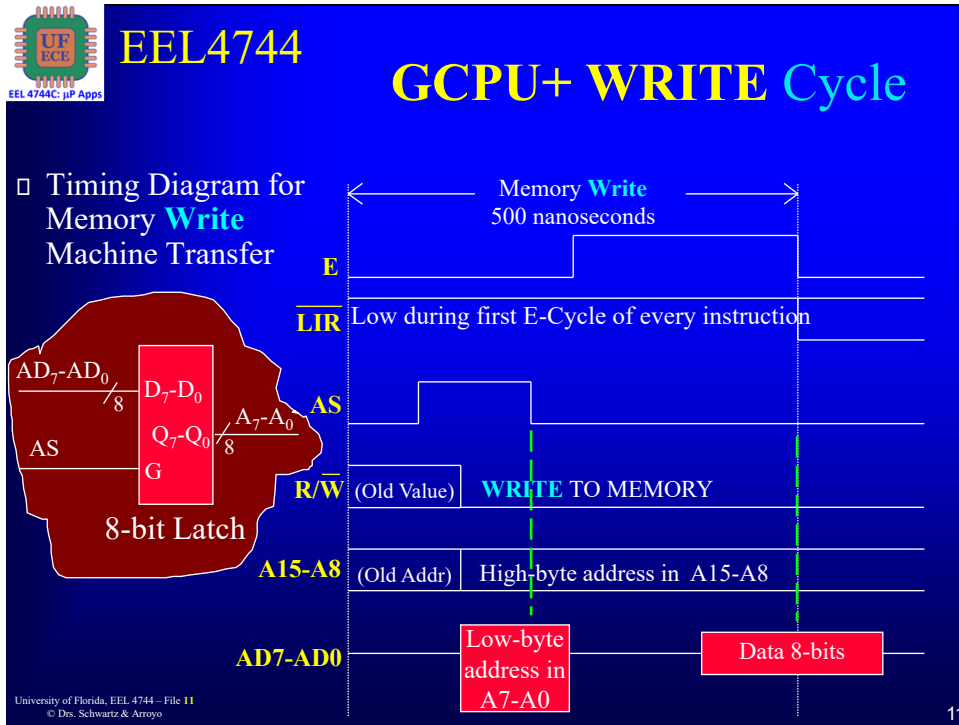 UF
ECE
EEL 4744C: µP Apps
EEL4744
GCPU+ WRITE Cycle
Timing Diagram for
Memory Write
Machine Transfer
Memory Write
500 nanoseconds
E
LIR
Low during first E-Cycle of every instruction
AD7-AD0
8
D7-D0
Q7-Q0
A7-A0
8
AS
G
8-bit Latch
AS
R/W
(Old Value)
WRITE TO MEMORY
A15-A8
(Old Addr)
High-byte address in A15-A8
AD7-AD0
Low-byte
address in
A7-A0
Data 8-bits
University of Florida, EEL 4744 – File 11
© Drs. Schwartz & Arroyo